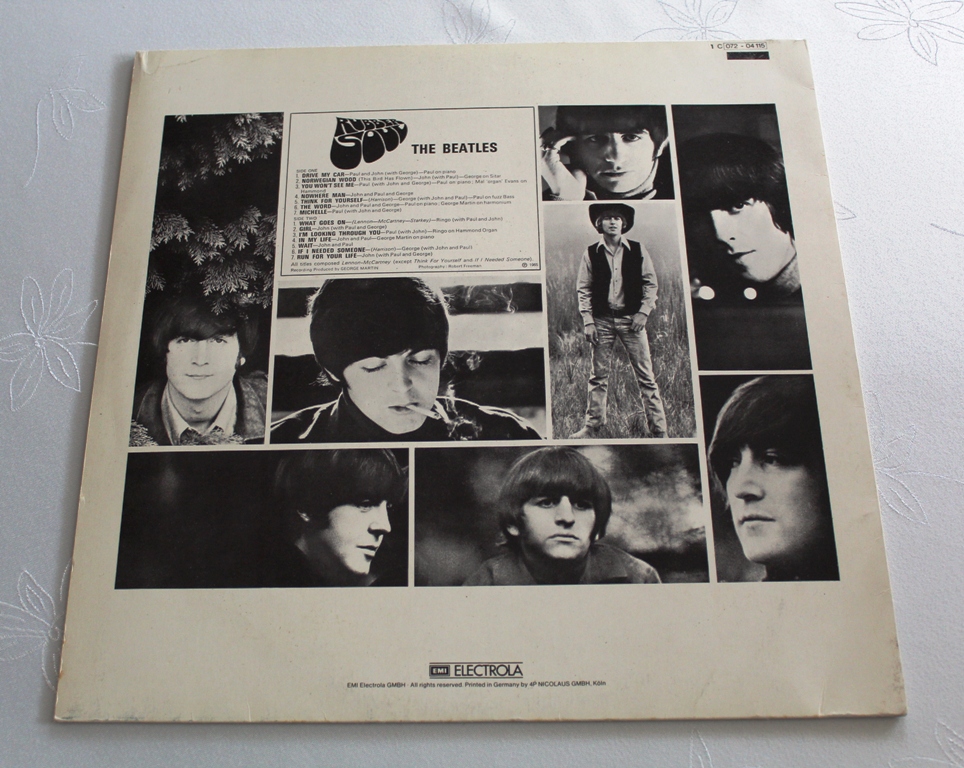 1 C 072 - 04 115
RUBBER SOUL
THE BEATLES
SIDE ONE
1. DRIVE MY CAR—Paul and John (with George)—Paul on piano
2. NORWEGIAN WOOD (This Bird Has Flown)—John (with Paul)—George on Sitar
3. YOU WON'T SEE ME—Paul (with John and George)—Paul on piano; Mal 'organ' Evans on
Hammond
4. NOWHERE MAN—John and Paul and George
5. THINK FOR YOURSELF—(Harrison)—George (with John and Paul)—Paul on fuzz Bass
6. THE WORD—John and Paul and George—Paul on piano; George Martin on harmonium
7. MICHELLE—Paul (with John and George)
SIDE TWO
1. WHAT GOES ON—(Lennon—McCartney—Starkey)—Ringo (with Paul and John)
2. GIRL—John (with Paul and George)
3. I'M LOOKING THROUGH YOU—Paul (with John)—Ringo on Hammond Organ
4. IN MY LIFE—John and Paul—George Martin on piano
5. WAIT—John and Paul
6. IF I NEEDED SOMEONE—(Harrison)—George (with John and Paul)
7. RUN FOR YOUR LIFE—John (with Paul and George)
All titles composed Lennon-McCartney (except Think For Yourself and If I Needed Someone)
Recording Produced by GEORGE MARTIN Photographs: Robert Freeman ℗ 1965
EMI ELECTROLA
EMI Electrola GMBH · All rights reserved. Printed in Germany by 4P NICOLAUS GMBH, Köln